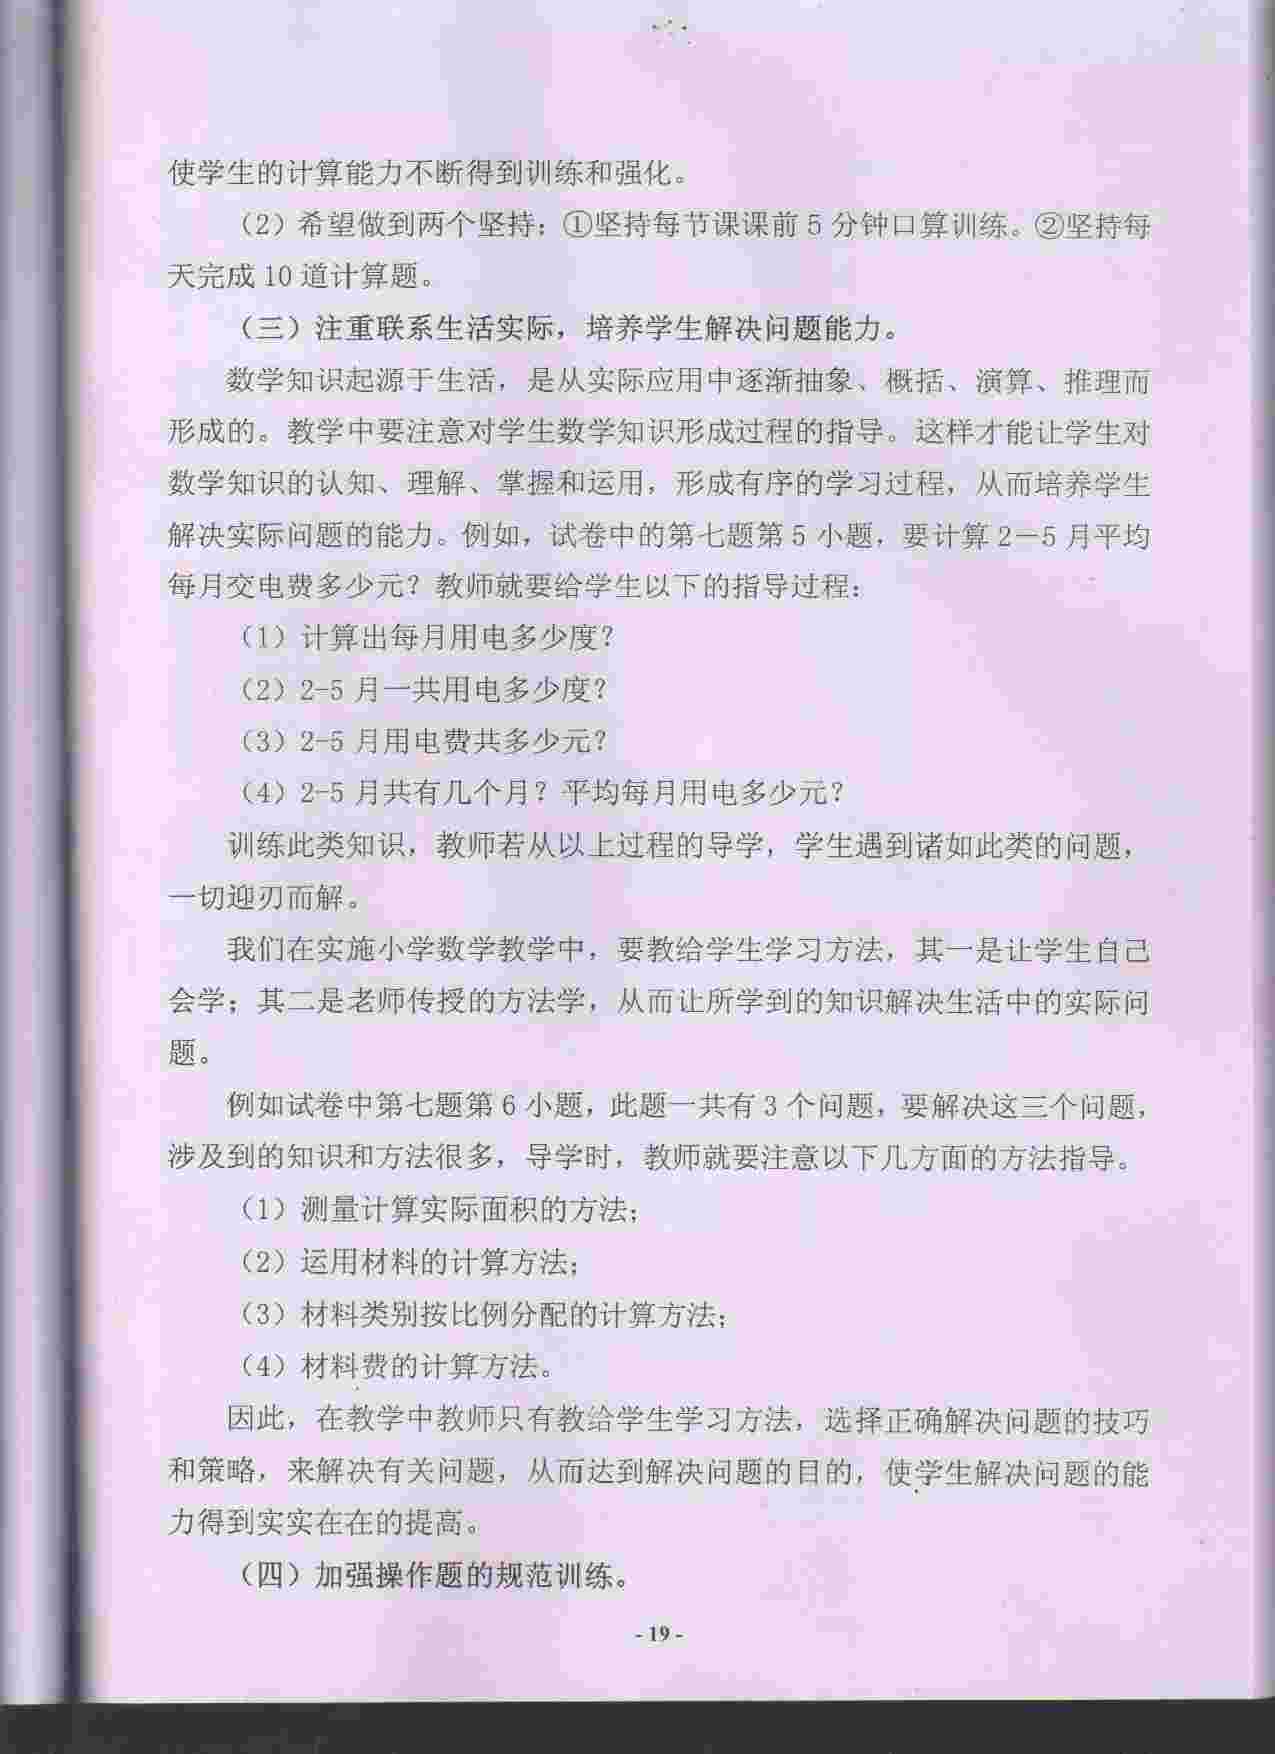 使学生的计算能力不断得到训练和强化。
（2）希望做到两个坚持：①坚持每节课课前 5 分钟口算训练。②坚持每
天完成 10 道计算题。
（三）注重联系生活实际，培养学生解决问题能力。
数学知识起源于生活，是从实际应用中逐渐抽象、概括、演算、推理而
形成的。教学中要注意对学生数学知识形成过程的指导。这样才能让学生对
数学知识的认知、理解、掌握和运用，形成有序的学习过程，从而培养学生
解决实际问题的能力。例如，试卷中的第七题第 5 小题，要计算 2－5 月平均
每月交电费多少元？教师就要给学生以下的指导过程：
（1）计算出每月用电多少度？
（2）2-5 月一共用电多少度？
（3）2-5 月用电费共多少元？
（4）2-5 月共有几个月？平均每月用电多少元？
训练此类知识，教师若从以上过程的导学，学生遇到诸如此类的问题，
一切迎刃而解。
我们在实施小学数学教学中，要教给学生学习方法，其一是让学生自己
会学；其二是老师传授的方法学，从而让所学到的知识解决生活中的实际问
题。
例如试卷中第七题第 6 小题，此题一共有 3 个问题，要解决这三个问题，
涉及到的知识和方法很多，导学时，教师就要注意以下几方面的方法指导。
（1）测量计算实际面积的方法；
（2）运用材料的计算方法；
（3）材料类别按比例分配的计算方法；
（4）材料费的计算方法。
因此，在教学中教师只有教给学生学习方法，选择正确解决问题的技巧
和策略，来解决有关问题，从而达到解决问题的目的，使学生解决问题的能
力得到实实在在的提高。
（四）加强操作题的规范训练。
- 19 -